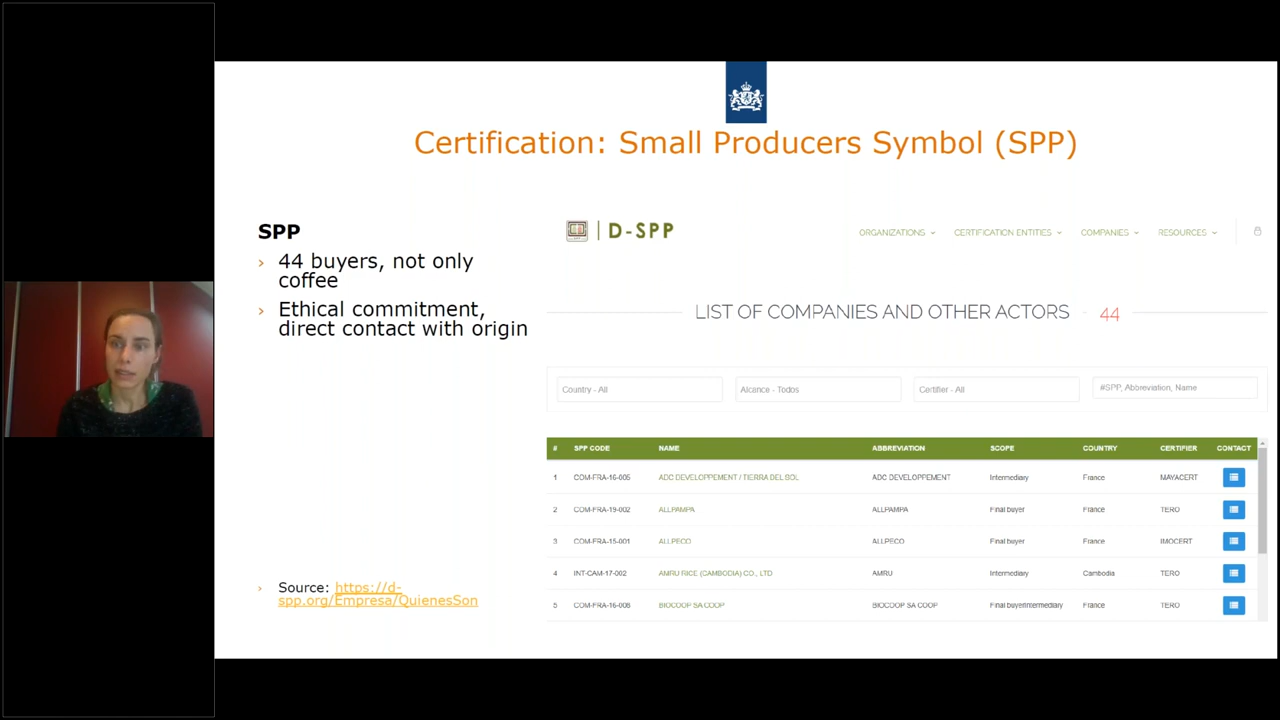 Certification: Small Producers Symbol (SPP)
SPP
› 44 buyers, not only
coffee
› Ethical commitment,
direct contact with origin
› Source: https://d-
spp.org/Empresa/QuienesSon
D-SPP
ORGANIZATIONS CERTIFICATION ENTITIES COMPANIES RESOURCES
LIST OF COMPANIES AND OTHER ACTORS 44
Country - All Alcance - Todos Certifier - All #SPP, Abbreviation, Name
# SPP CODE NAME ABBREVIATION SCOPE COUNTRY CERTIFIER CONTACT
1 COM-FRA-16-005 ADC DEVELOPPEMENT / TIERRA DEL SOL ADC DEVELOPPEMENT Intermediary France MAYACERT
2 COM-FRA-19-002 ALLPAMPA ALLPAMPA Final buyer France TERO
3 COM-FRA-15-001 ALLPECO ALLPECO Final buyer France IMOCERT
4 INT-CAM-17-002 AMRU RICE (CAMBODIA) CO., LTD AMRU Intermediary Cambodia TERO
5 COM-FRA-16-008 BIOCOOP SA COOP BIOCOOP SA COOP Final buyerIntermediary France TERO